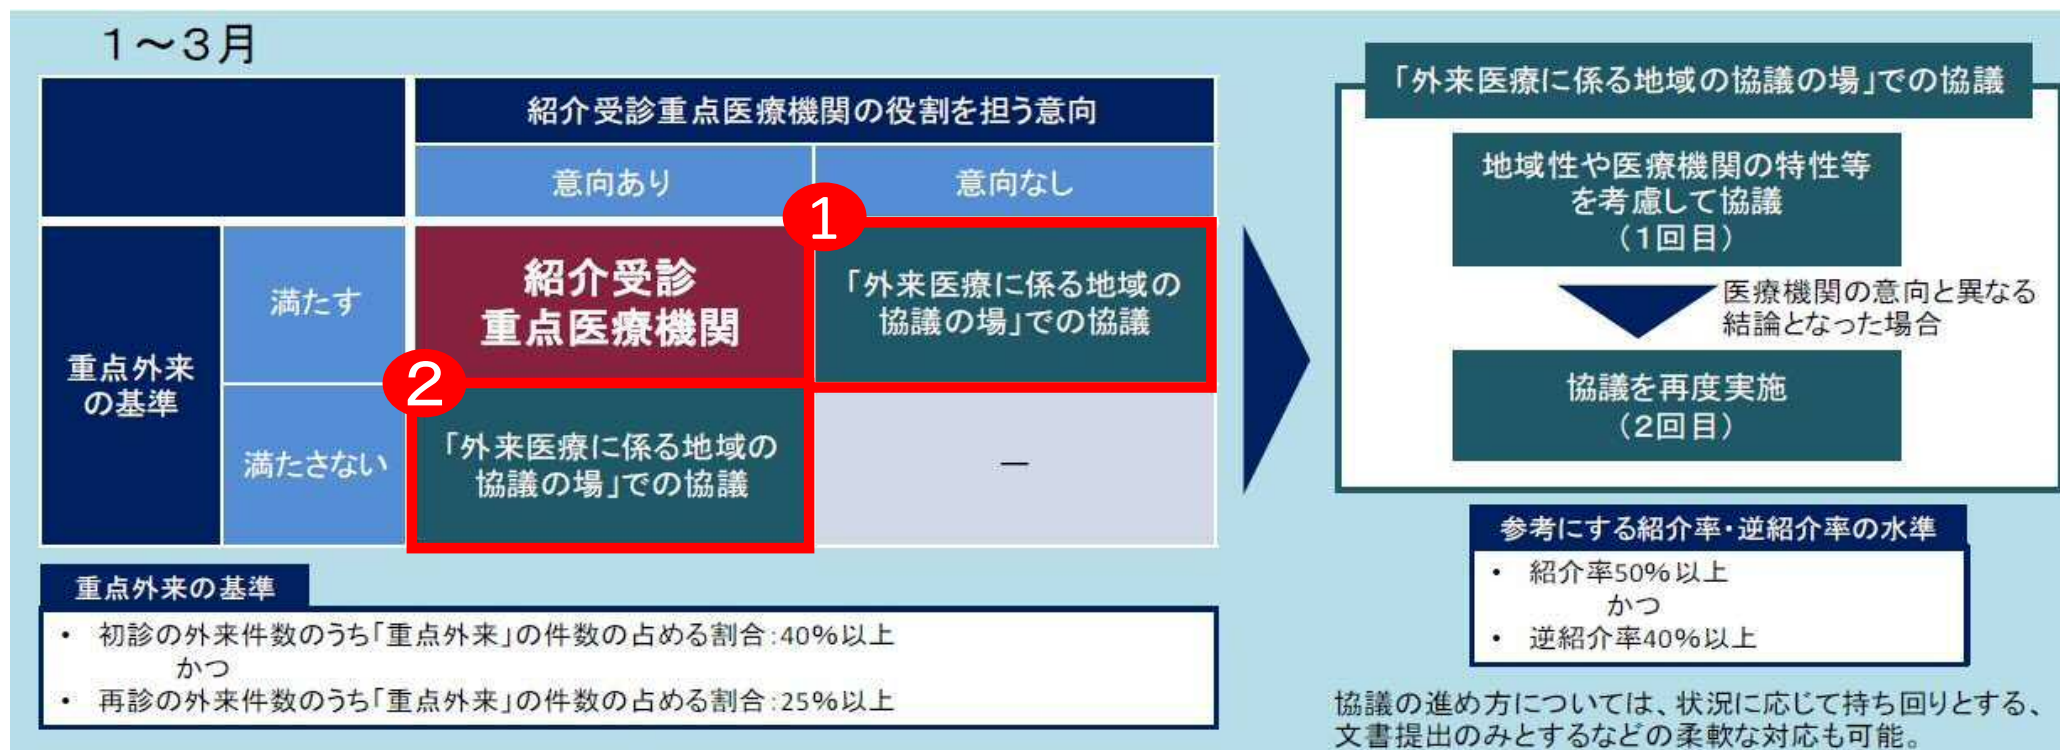 1～3月
紹介受診重点医療機関の役割を担う意向
意向あり
意向なし
重点外来
の基準
満たす
紹介受診
重点医療機関
1
「外来医療に係る地域の
協議の場」での協議
満たさない
2
「外来医療に係る地域の
協議の場」での協議
－
重点外来の基準
• 初診の外来件数のうち「重点外来」の件数の占める割合:40%以上
かつ
• 再診の外来件数のうち「重点外来」の件数の占める割合:25%以上
「外来医療に係る地域の協議の場」での協議
地域性や医療機関の特性等
を考慮して協議
（1回目）
医療機関の意向と異なる
結論となった場合
協議を再度実施
（2回目）
参考にする紹介率・逆紹介率の水準
• 紹介率50%以上
かつ
• 逆紹介率40%以上
協議の進め方については、状況に応じて持ち回りとする、
文書提出のみとするなどの柔軟な対応も可能。